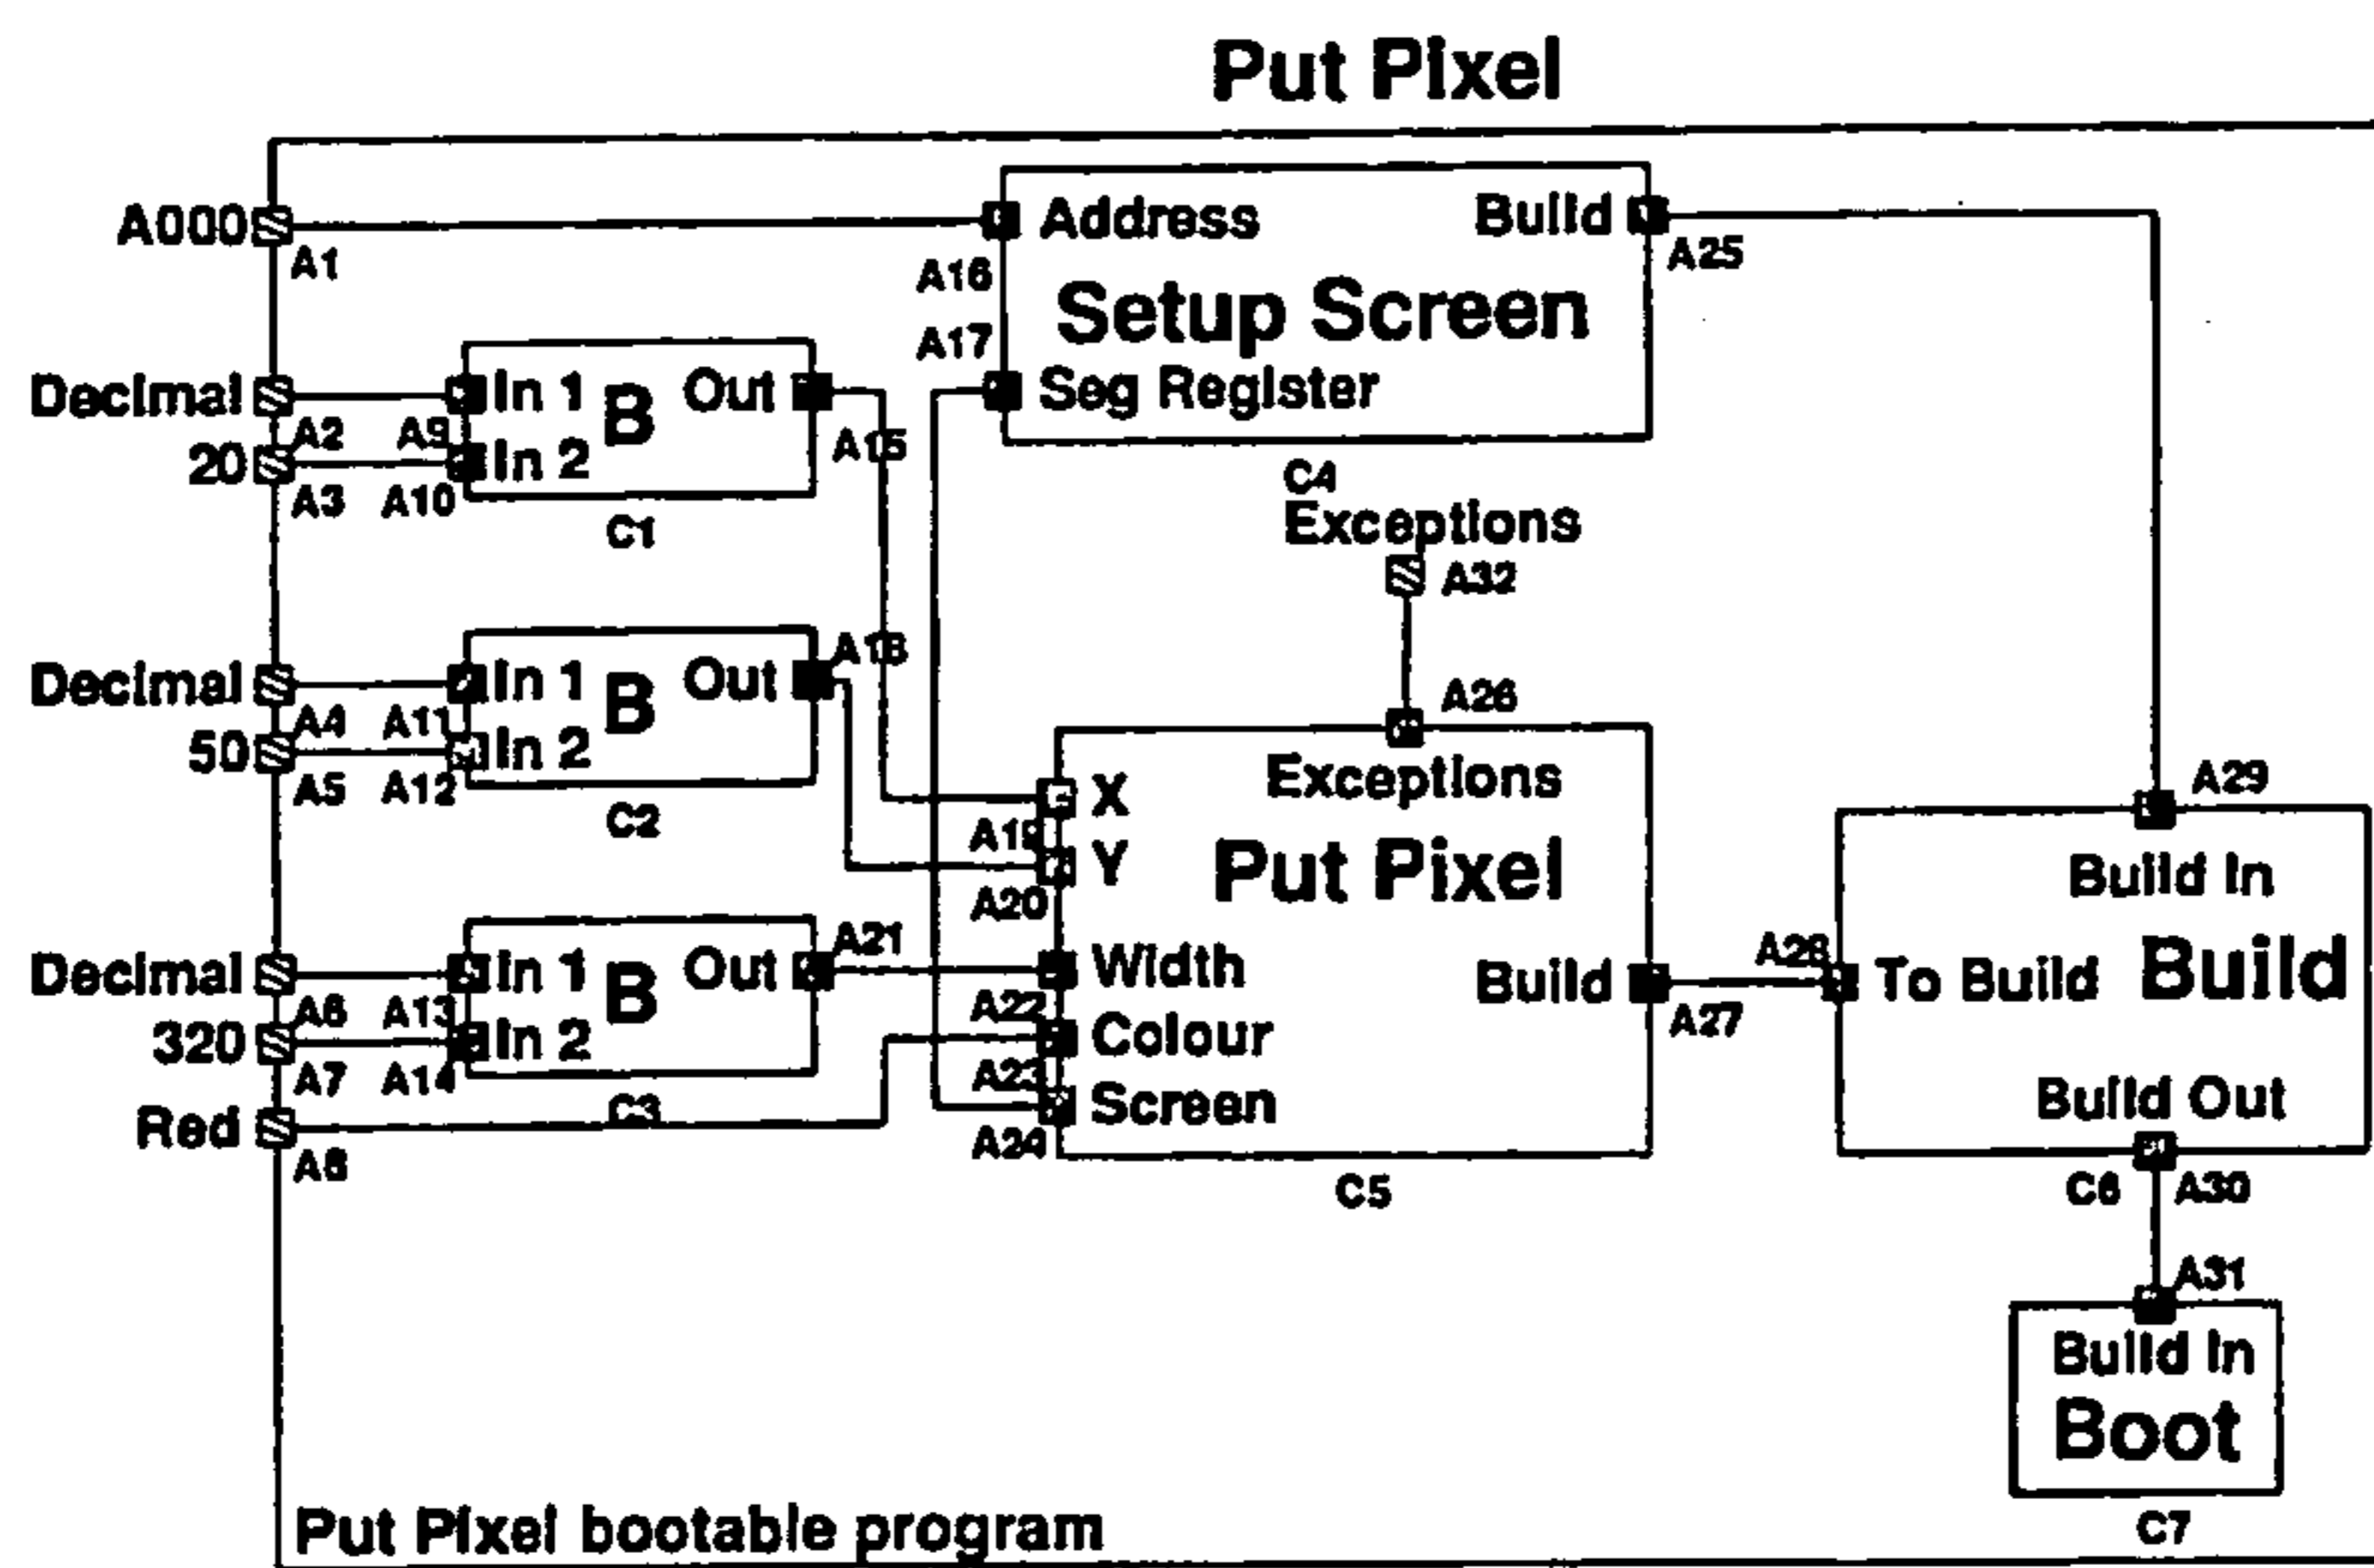 Put Pixel
A000
A1
Address
Build
A25
A16
Setup Screen
A17
Seg Register
C4
Decimal
A2
A9
In 1
B
Out
A15
20
A3
A10
In 2
C1
Exceptions
A32
Decimal
A4
A11
In 1
B
Out
A18
50
A5
A12
In 2
C2
A26
Exceptions
X
A19
Y
A20
Put Pixel
Width
A22
Colour
A23
Screen
A24
Build
A27
C5
Decimal
A6
A13
In 1
B
Out
A21
320
A7
A14
In 2
C3
Red
A8
A29
Build In
A28
To Build
Build
Build Out
C6
A30
A31
Build In
Boot
C7
Put Pixel bootable program